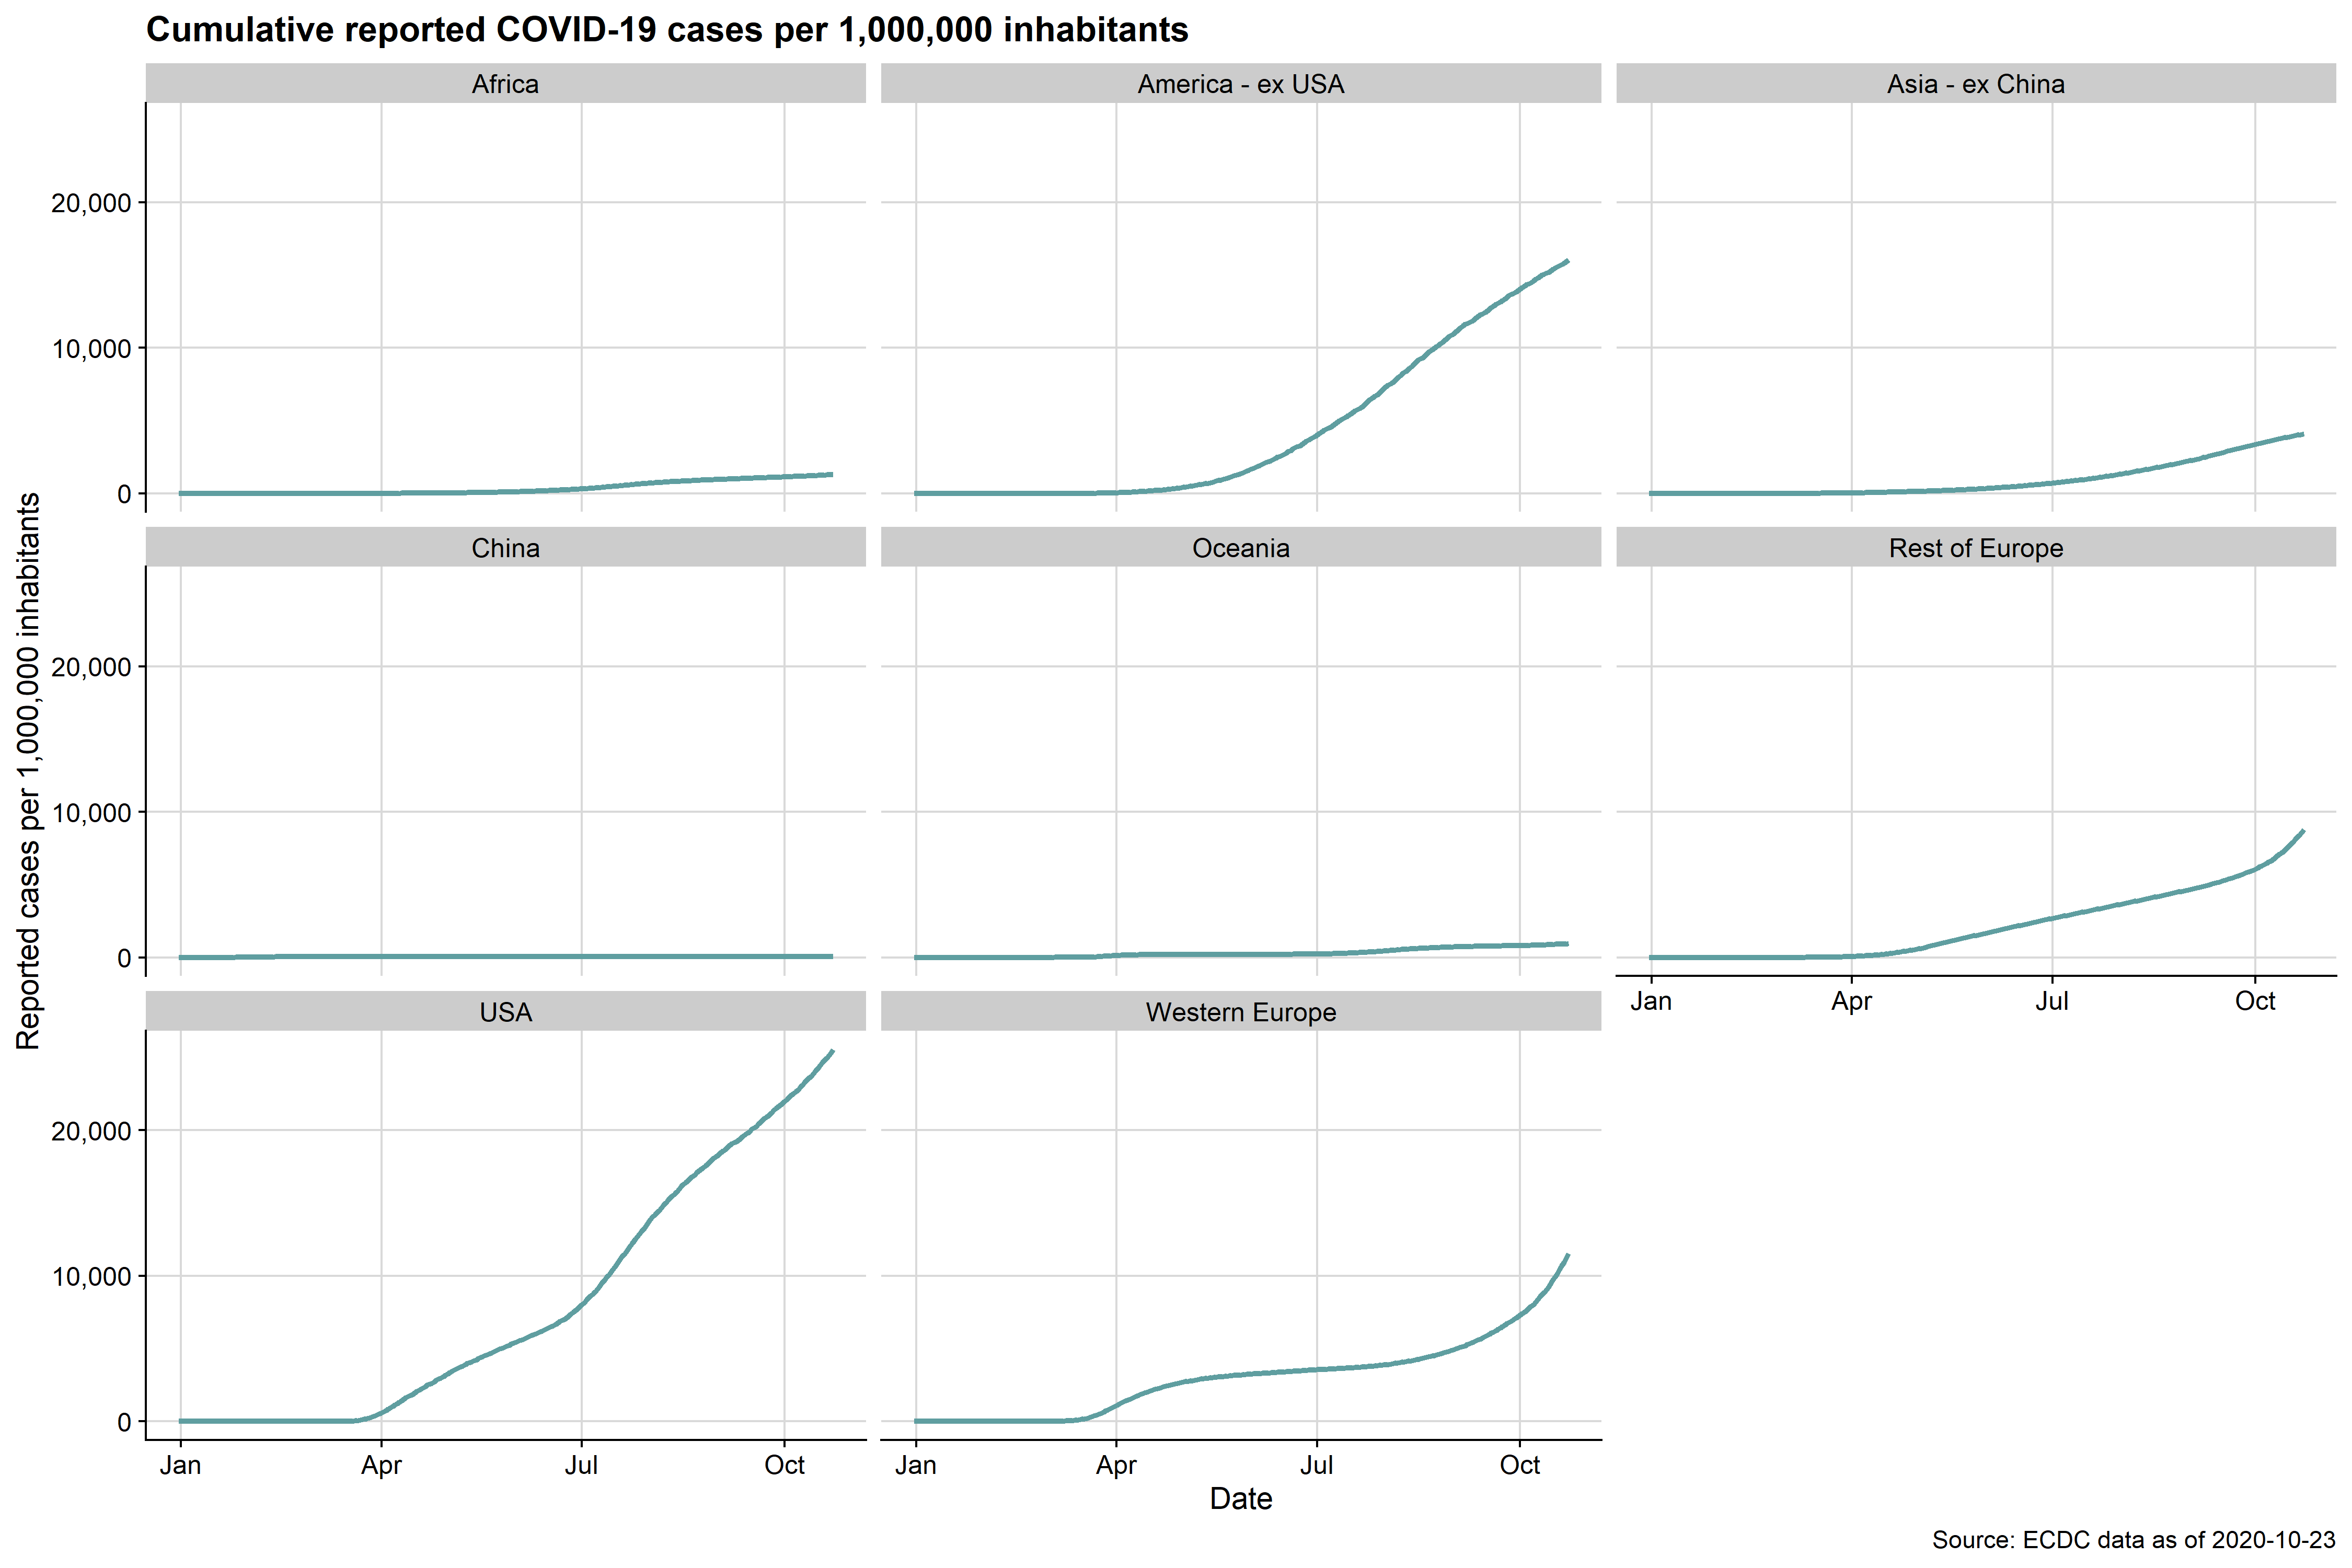 Cumulative reported COVID-19 cases per 1,000,000 inhabitants
Africa
America - ex USA
Asia - ex China
20,000
10,000
0
China
Oceania
Rest of Europe
20,000
10,000
0
Jan
Apr
Jul
Oct
USA
Western Europe
20,000
10,000
0
Jan
Apr
Jul
Oct
Jan
Apr
Jul
Oct
Reported cases per 1,000,000 inhabitants
Date
Source: ECDC data as of 2020-10-23